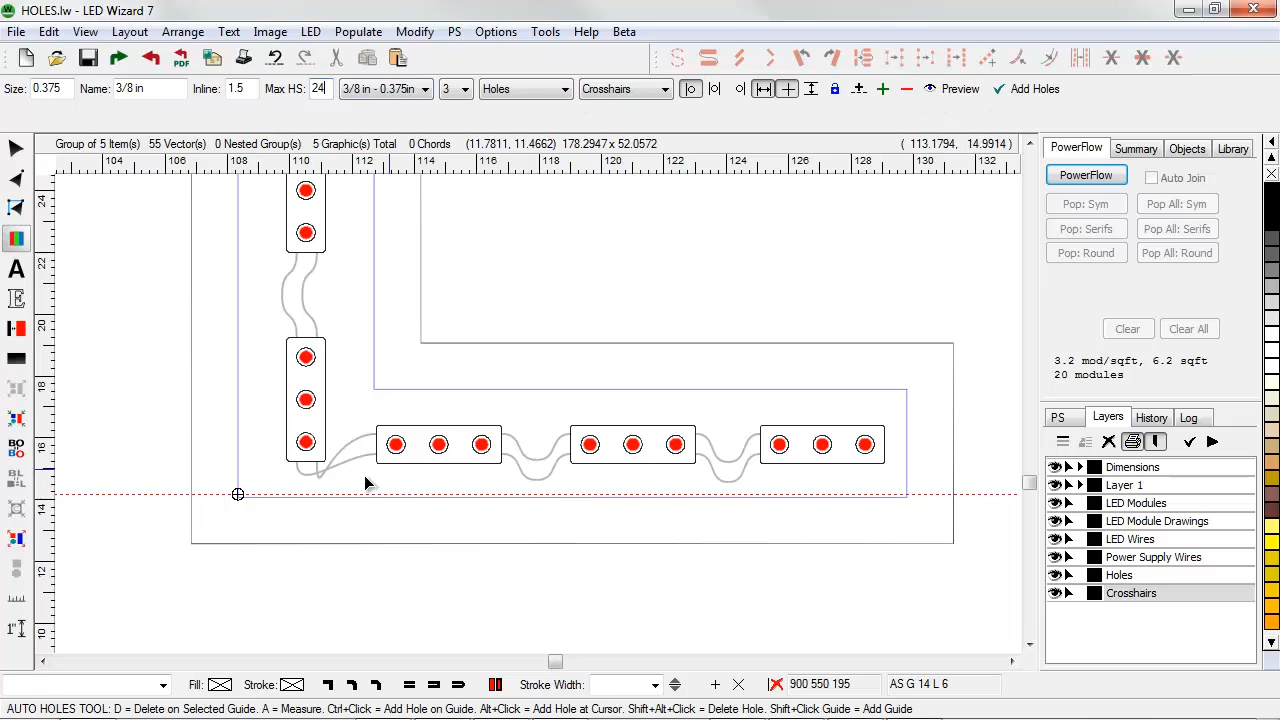 HOLES.lw - LED Wizard 7
File Edit View Layout Arrange Text Image LED Populate Modify PS Options Tools Help Beta
PDF
Size: 0.375 Name: 3/8 in Inline: 1.5 Max HS: 24 3/8 in - 0.375in 3 Holes Crosshairs Preview Add Holes
Group of 5 Item(s) 55 Vector(s) 0 Nested Group(s) 5 Graphic(s) Total 0 Chords (11.7811, 11.4662) 178.2947 x 52.0572 ( 113.1794, 14.9914)
104 106 108 110 112 114 116 118 120 122 124 126 128 130 132
24
22
20
18
16
14
12
10
PowerFlow Summary Objects Library
PowerFlow Auto Join
Pop: Sym Pop All: Sym
Pop: Serifs Pop All: Serifs
Pop: Round Pop All: Round
Clear Clear All
3.2 mod/sqft, 6.2 sqft
20 modules
PS Layers History Log
Dimensions
Layer 1
LED Modules
LED Module Drawings
LED Wires
Power Supply Wires
Holes
Crosshairs
Fill: Stroke: Stroke Width: 900 550 195 AS G 14 L 6
AUTO HOLES TOOL: D = Delete on Selected Guide. A = Measure. Ctrl+Click = Add Hole on Guide. Alt+Click = Add Hole at Cursor. Shift+Alt+Click = Delete Hole. Shift+Click Guide = Add Guide